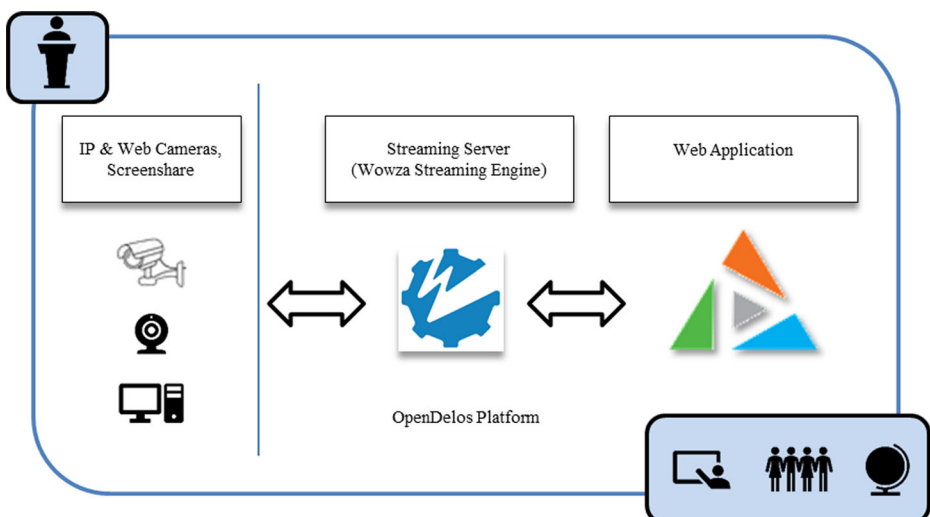 IP & Web Cameras,
Screenshare
Streaming Server
(Wowza Streaming Engine)
Web Application
OpenDelos Platform